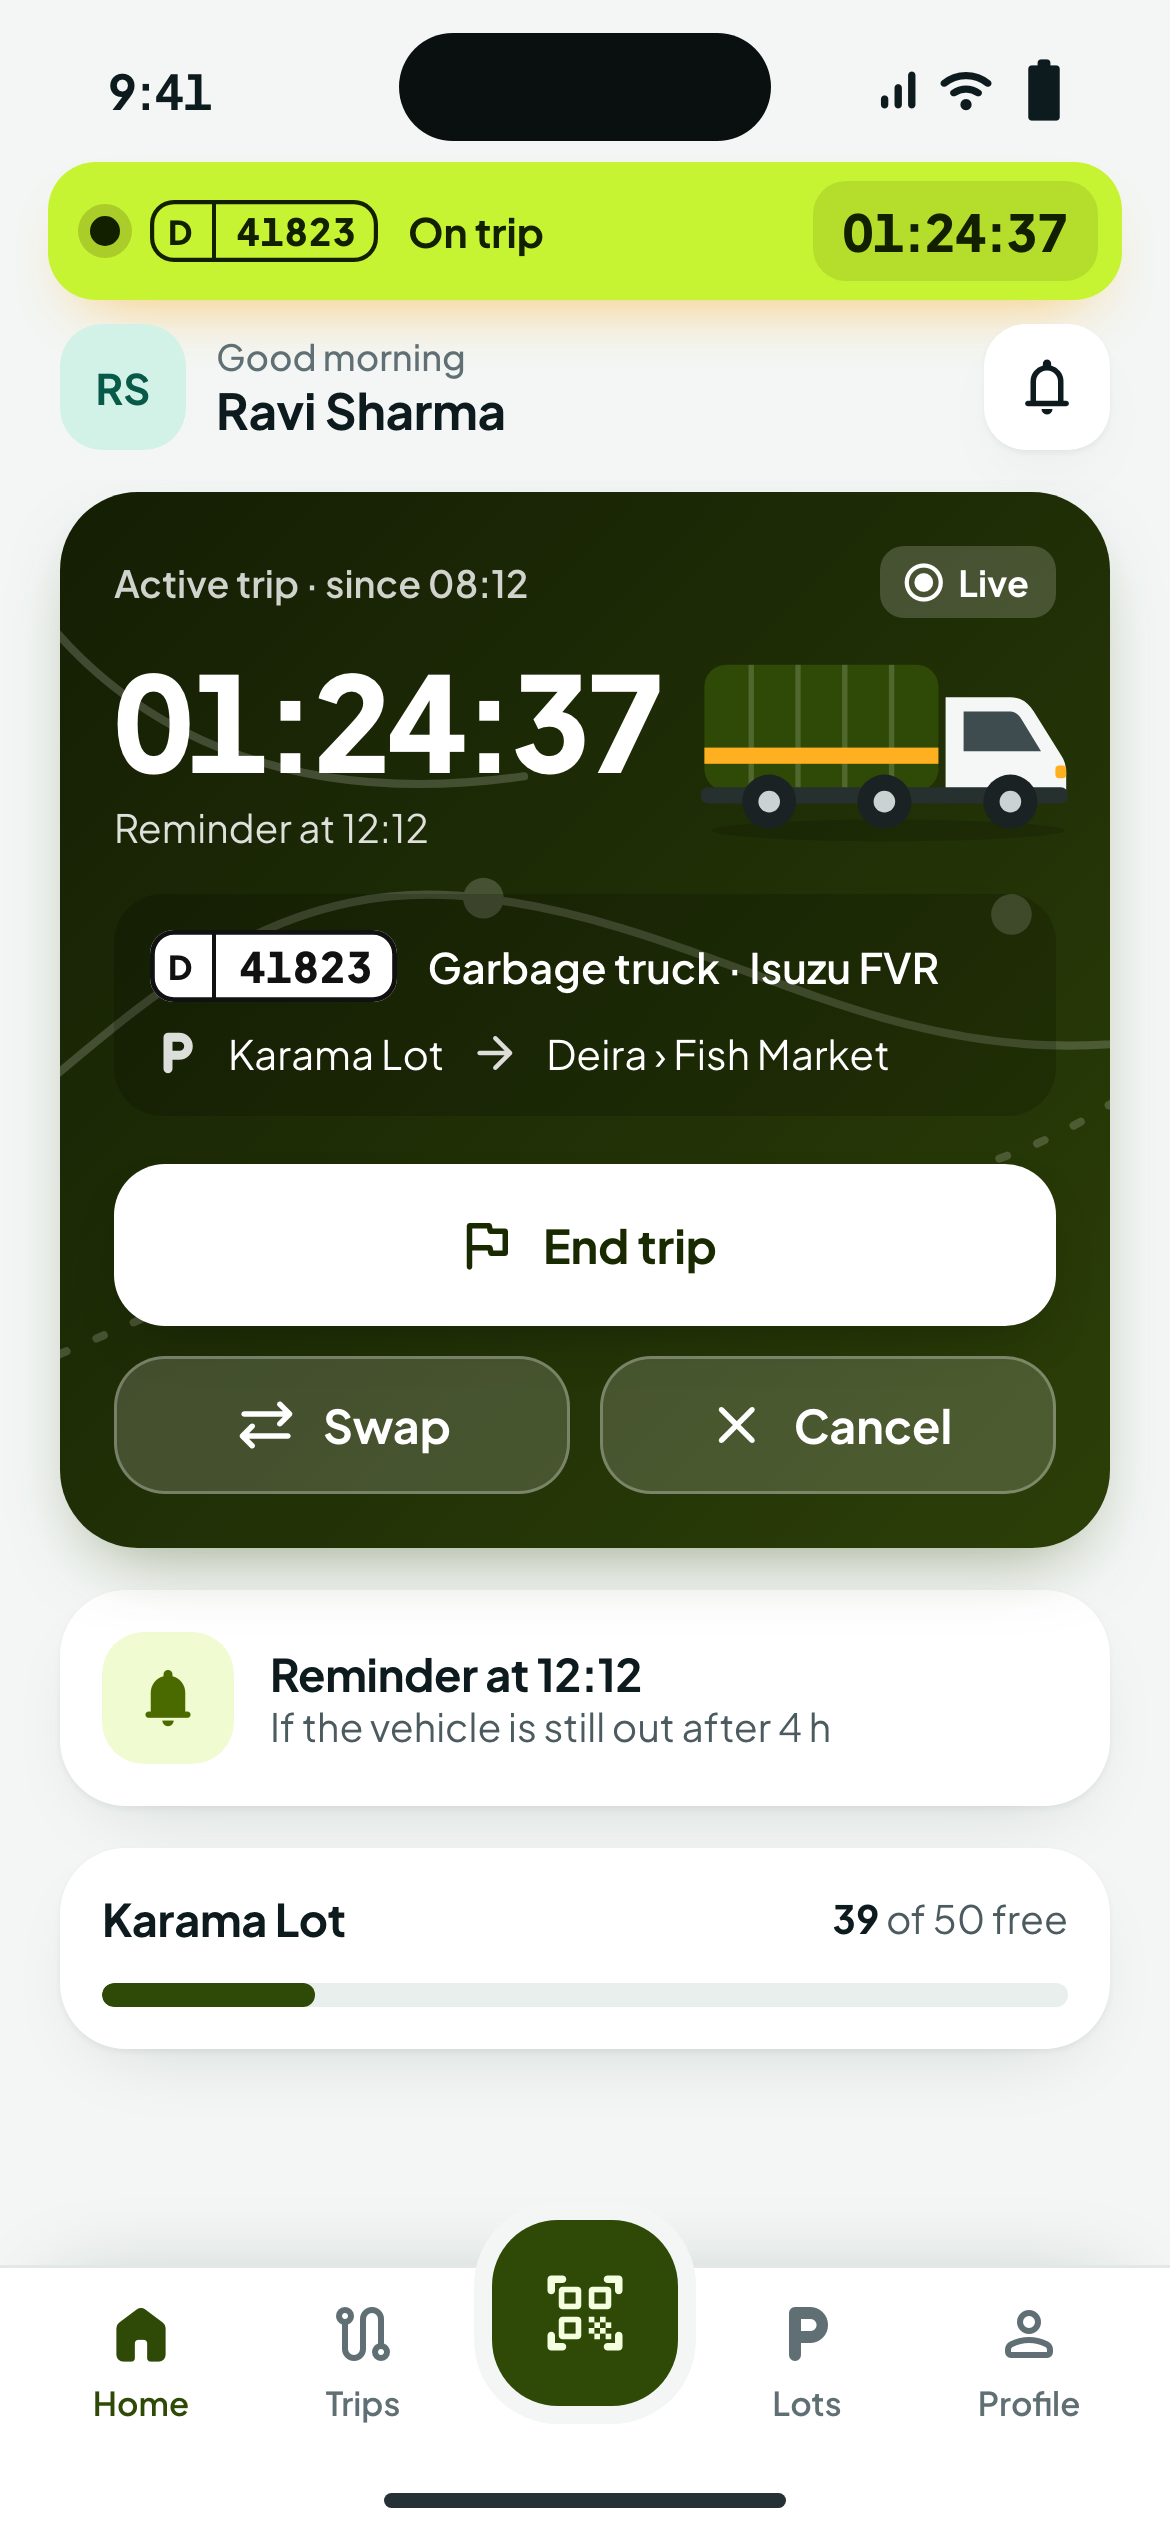 9:41
D 41823 On trip 01:24:37
RS
Good morning
Ravi Sharma
Active trip · since 08:12
Live
01:24:37
Reminder at 12:12
D 41823 Garbage truck · Isuzu FVR
P Karama Lot → Deira › Fish Market
End trip
Swap
Cancel
Reminder at 12:12
If the vehicle is still out after 4 h
Karama Lot
39 of 50 free
Home
Trips
P
Lots
Profile